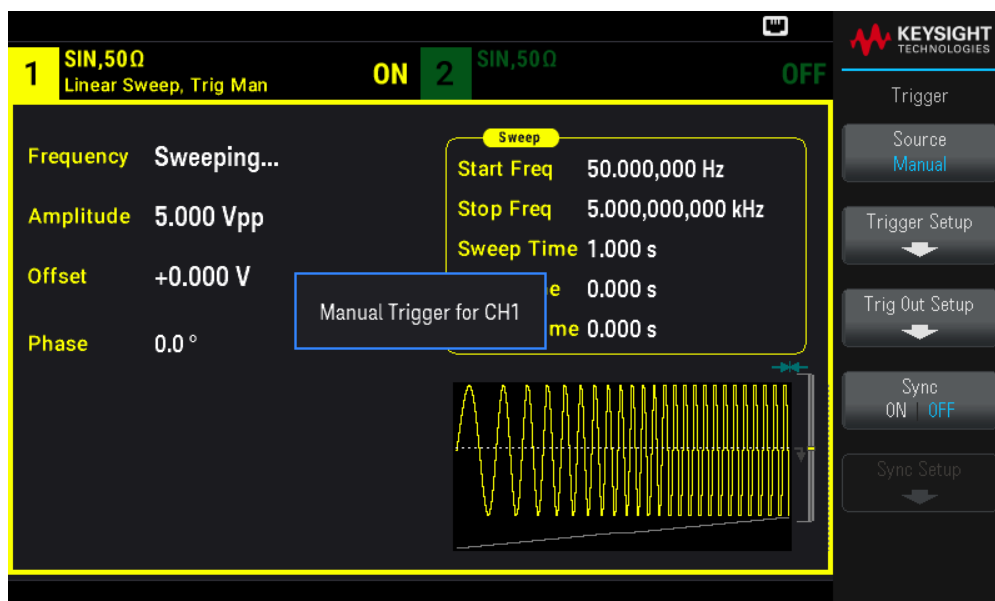 KEYSIGHT
TECHNOLOGIES
1
SIN,50Ω
Linear Sweep, Trig Man
ON
2
SIN,50Ω
OFF
Trigger
Frequency Sweeping...
Amplitude 5.000 Vpp
Offset +0.000 V
Phase 0.0 °
Sweep
Start Freq 50.000,000 Hz
Stop Freq 5.000,000,000 kHz
Sweep Time 1.000 s
e 0.000 s
me 0.000 s
Manual Trigger for CH1
Source
Manual
Trigger Setup
Trig Out Setup
Sync
ON | OFF
Sync Setup